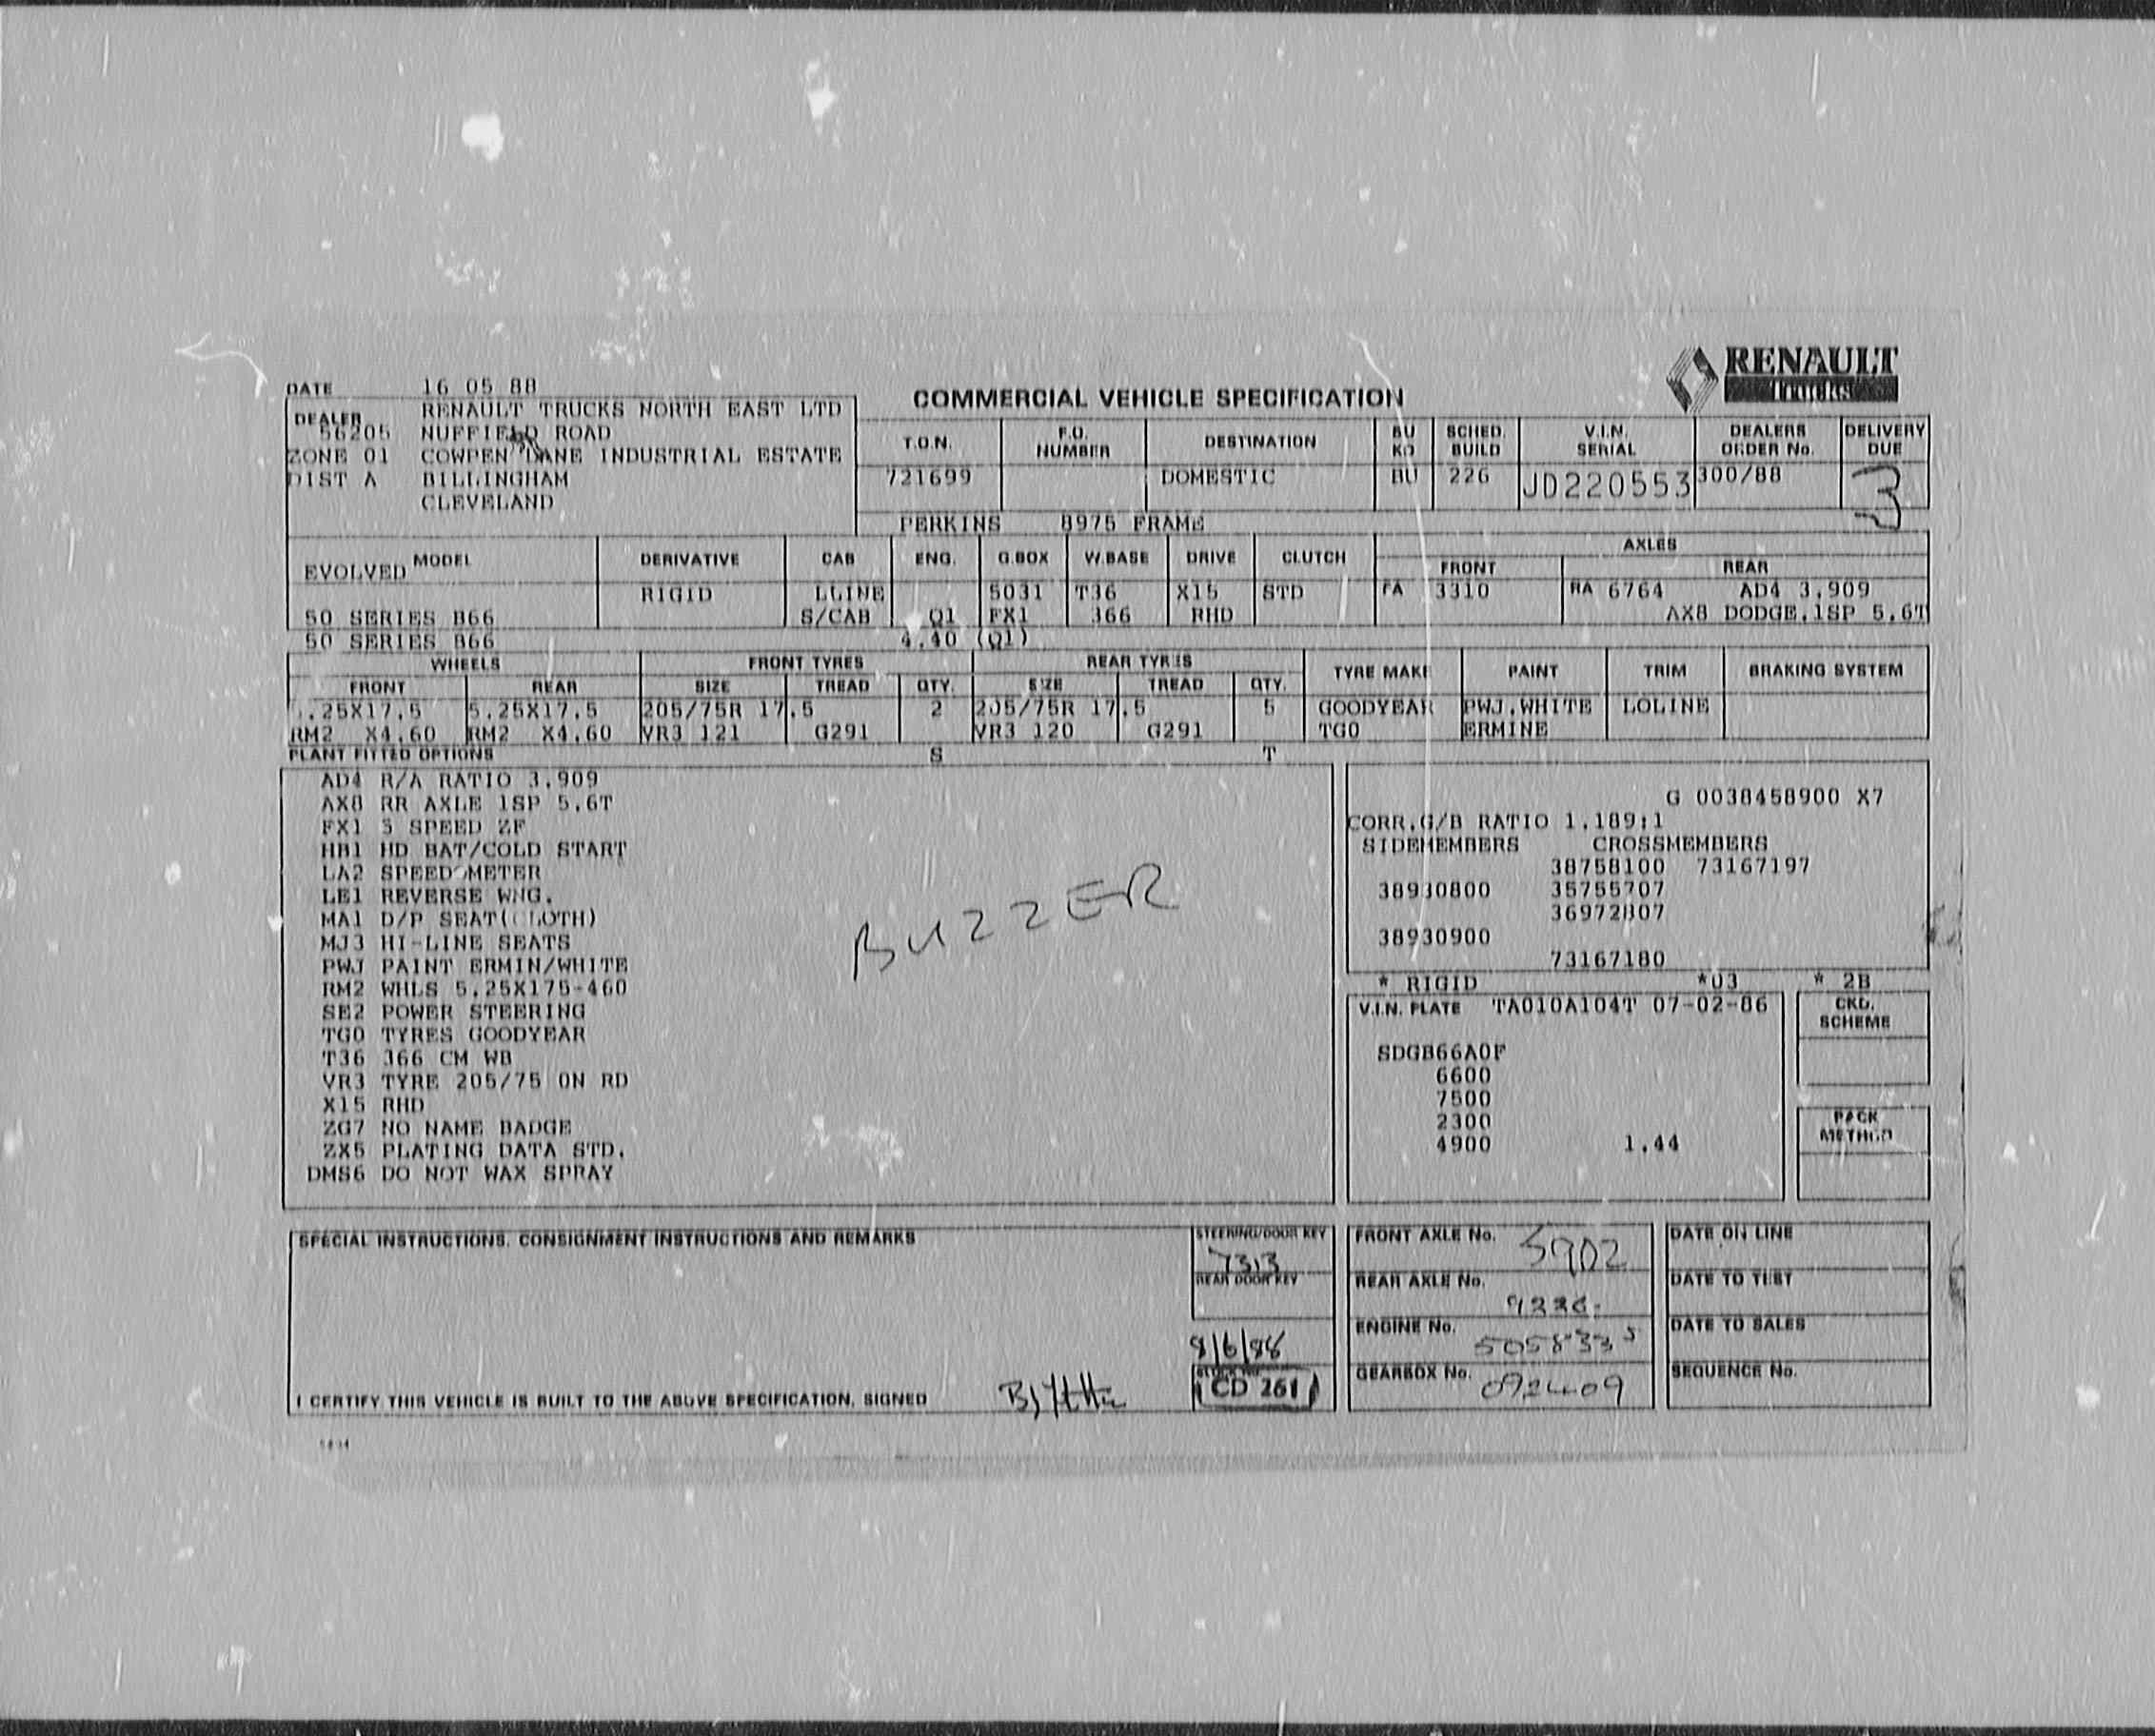 RENAULT
Trucks
DATE 16 05 88
COMMERCIAL VEHICLE SPECIFICATION
DEALER RENAULT TRUCKS NORTH EAST LTD
56205 NUFFIELD ROAD
ZONE 01 COWPEN LANE INDUSTRIAL ESTATE
DIST A BILLINGHAM
CLEVELAND
T.O.N. F.O. NUMBER DESTINATION BU KD SCHED. BUILD V.I.N. SERIAL DEALERS ORDER No. DELIVERY DUE
721699 DOMESTIC BU 226 JD220553 300/88 3
PERKINS 8975 FRAME
MODEL DERIVATIVE CAB ENG. G.BOX W.BASE DRIVE CLUTCH AXLES
EVOLVED FRONT REAR
RIGID LLINE 5031 T36 X15 STD FA 3310 RA 6764 AD4 3.909
50 SERIES B66 S/CAB Q1 FX1 366 RHD AX8 DODGE.1SP 5.6T
50 SERIES B66 4.40 (Q1)
WHEELS FRONT TYRES REAR TYRES TYRE MAKE PAINT TRIM BRAKING SYSTEM
FRONT REAR SIZE TREAD QTY. SIZE TREAD QTY.
5.25X17.5 5.25X17.5 205/75R 17.5 2 205/75R 17.5 5 GOODYEAR PWJ.WHITE LOLINE
RM2 X4.60 RM2 X4.60 VR3 121 G291 VR3 120 G291 TGO ERMINE
PLANT FITTED OPTIONS S T
AD4 R/A RATIO 3.909
AX8 RR AXLE 1SP 5.6T
FX1 5 SPEED ZF
HB1 HD BAT/COLD START
LA2 SPEEDOMETER
LE1 REVERSE WNG.
MA1 D/P SEAT(CLOTH)
MJ3 HI-LINE SEATS
PWJ PAINT ERMIN/WHITE
RM2 WHLS 5.25X175-460
SE2 POWER STEERING
TGO TYRES GOODYEAR
T36 366 CM WB
VR3 TYRE 205/75 ON RD
X15 RHD
ZG7 NO NAME BADGE
ZX5 PLATING DATA STD.
DMS6 DO NOT WAX SPRAY
BUZZER
G 0038458900 X7
CORR.G/B RATIO 1.189:1
SIDEMEMBERS CROSSMEMBERS
38758100 73167197
38930800 35755707
36972807
38930900
73167180
* RIGID *03 * 2B
V.I.N. PLATE TA010A104T 07-02-86
SDGB66A0F
6600
7500
2300
4900 1.44
CKD. SCHEME
PACK METHOD
SPECIAL INSTRUCTIONS. CONSIGNMENT INSTRUCTIONS AND REMARKS
STEERING/DOOR KEY
7313
REAR DOOR KEY
8/6/88
CD 261
I CERTIFY THIS VEHICLE IS BUILT TO THE ABOVE SPECIFICATION, SIGNED
FRONT AXLE No. 5902
REAR AXLE No. 9226.
ENGINE No. 5058335
GEARBOX No. 092409
DATE ON LINE
DATE TO TEST
DATE TO SALES
SEQUENCE No.